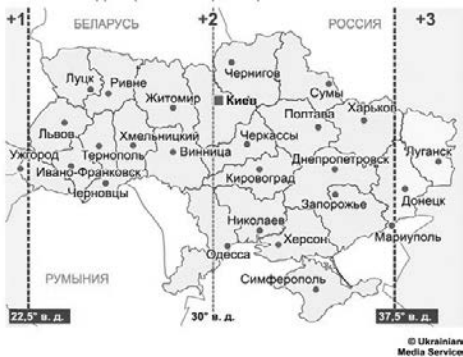 +1 БЕЛАРУСЬ +2 РОССИЯ +3
Чернигов
Луцк Ривне Сумы
Житомир Киев
Львов Полтава Харьков
Хмельницкий Черкассы
Ужгород Тернополь Винница Днепропетровск Луганск
Ивано-Франковск Кировоград
Черновцы Запорожье Донецк
Николаев Мариуполь
Одесса Херсон
РУМЫНИЯ Симферополь
22,5° в. д. 30° в. д. 37,5° в. д.
© Ukrainian
Media Services